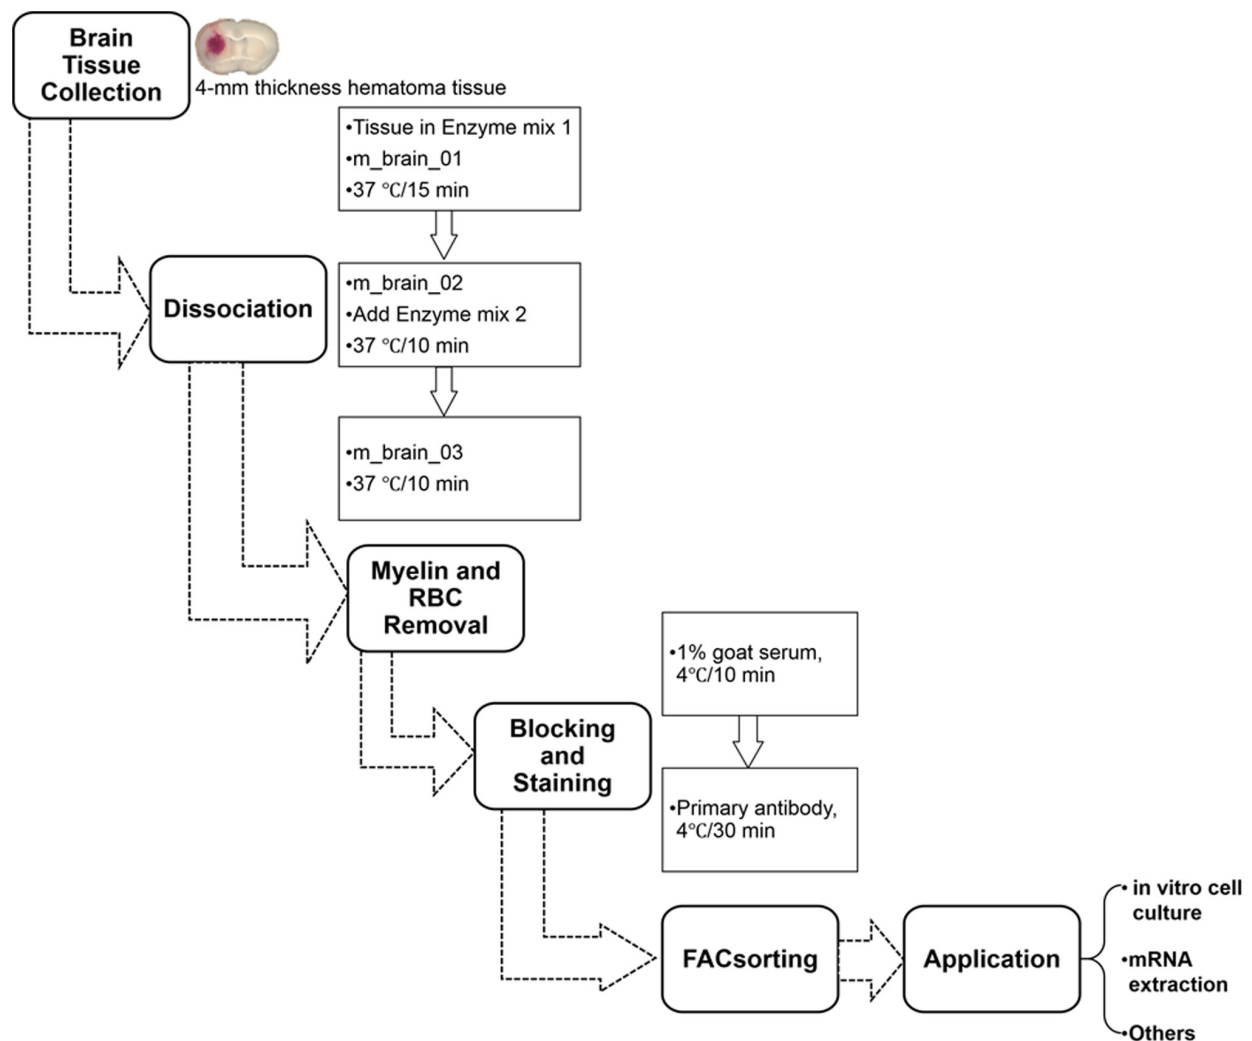 Brain
Tissue
Collection
4-mm thickness hematoma tissue
•Tissue in Enzyme mix 1
•m_brain_01
•37 °C/15 min
Dissociation
•m_brain_02
•Add Enzyme mix 2
•37 °C/10 min
•m_brain_03
•37 °C/10 min
Myelin and
RBC
Removal
Blocking
and
Staining
•1% goat serum,
4°C/10 min
•Primary antibody,
4°C/30 min
FACsorting
Application
• in vitro cell
culture
•mRNA
extraction
•Others